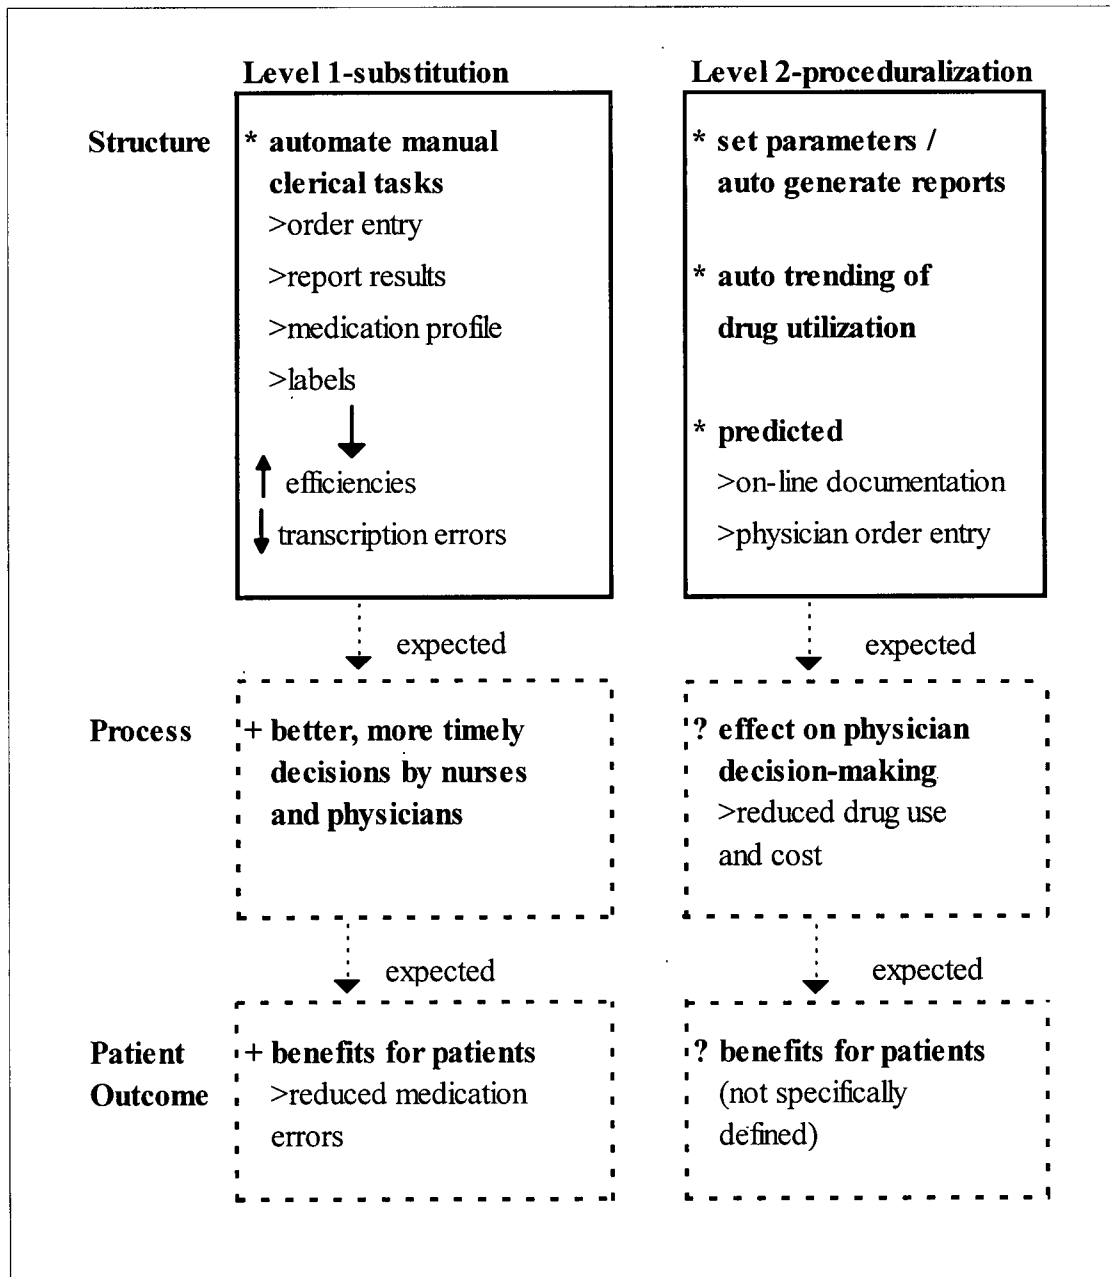 Level 1-substitution
Structure
* automate manual
clerical tasks
>order entry
>report results
>medication profile
>labels
efficiencies
transcription errors
expected
Process
+ better, more timely
decisions by nurses
and physicians
expected
Patient
Outcome
+ benefits for patients
>reduced medication
errors
Level 2-proceduralization
* set parameters /
auto generate reports
* auto trending of
drug utilization
* predicted
>on-line documentation
>physician order entry
expected
? effect on physician
decision-making
>reduced drug use
and cost
expected
? benefits for patients
(not specifically
defined)